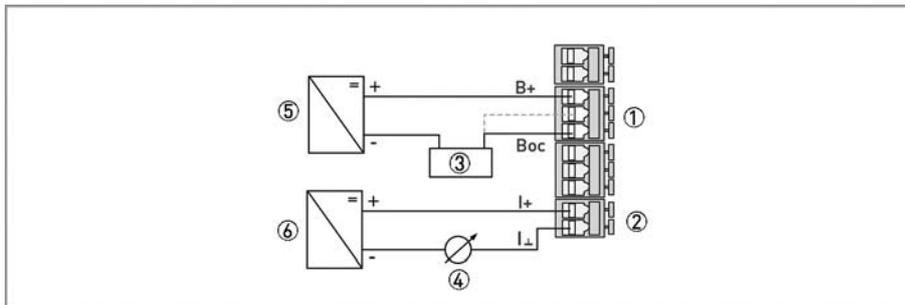 = + B+
⑤ ①
- Boc
③
= + I+
⑥ ②
- I⊥
④